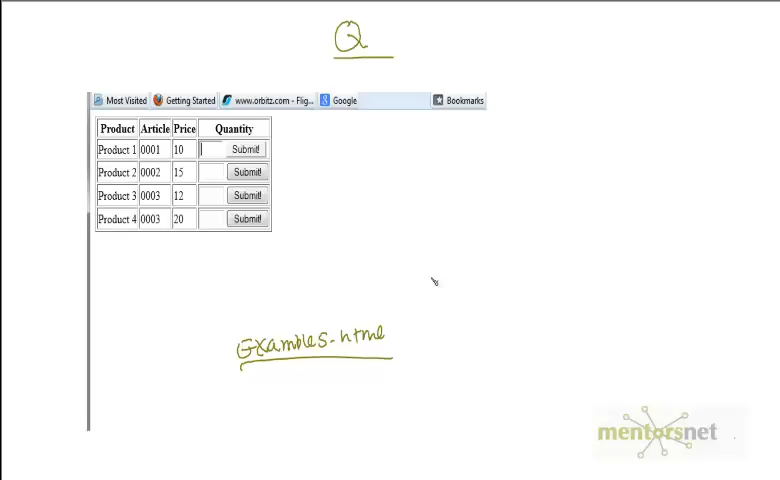 Q
Most Visited Getting Started www.orbitz.com - Flig... Google Bookmarks
Product Article Price Quantity
Product 1 0001 10 Submit!
Product 2 0002 15 Submit!
Product 3 0003 12 Submit!
Product 4 0003 20 Submit!
Examples.html
mentorsnet